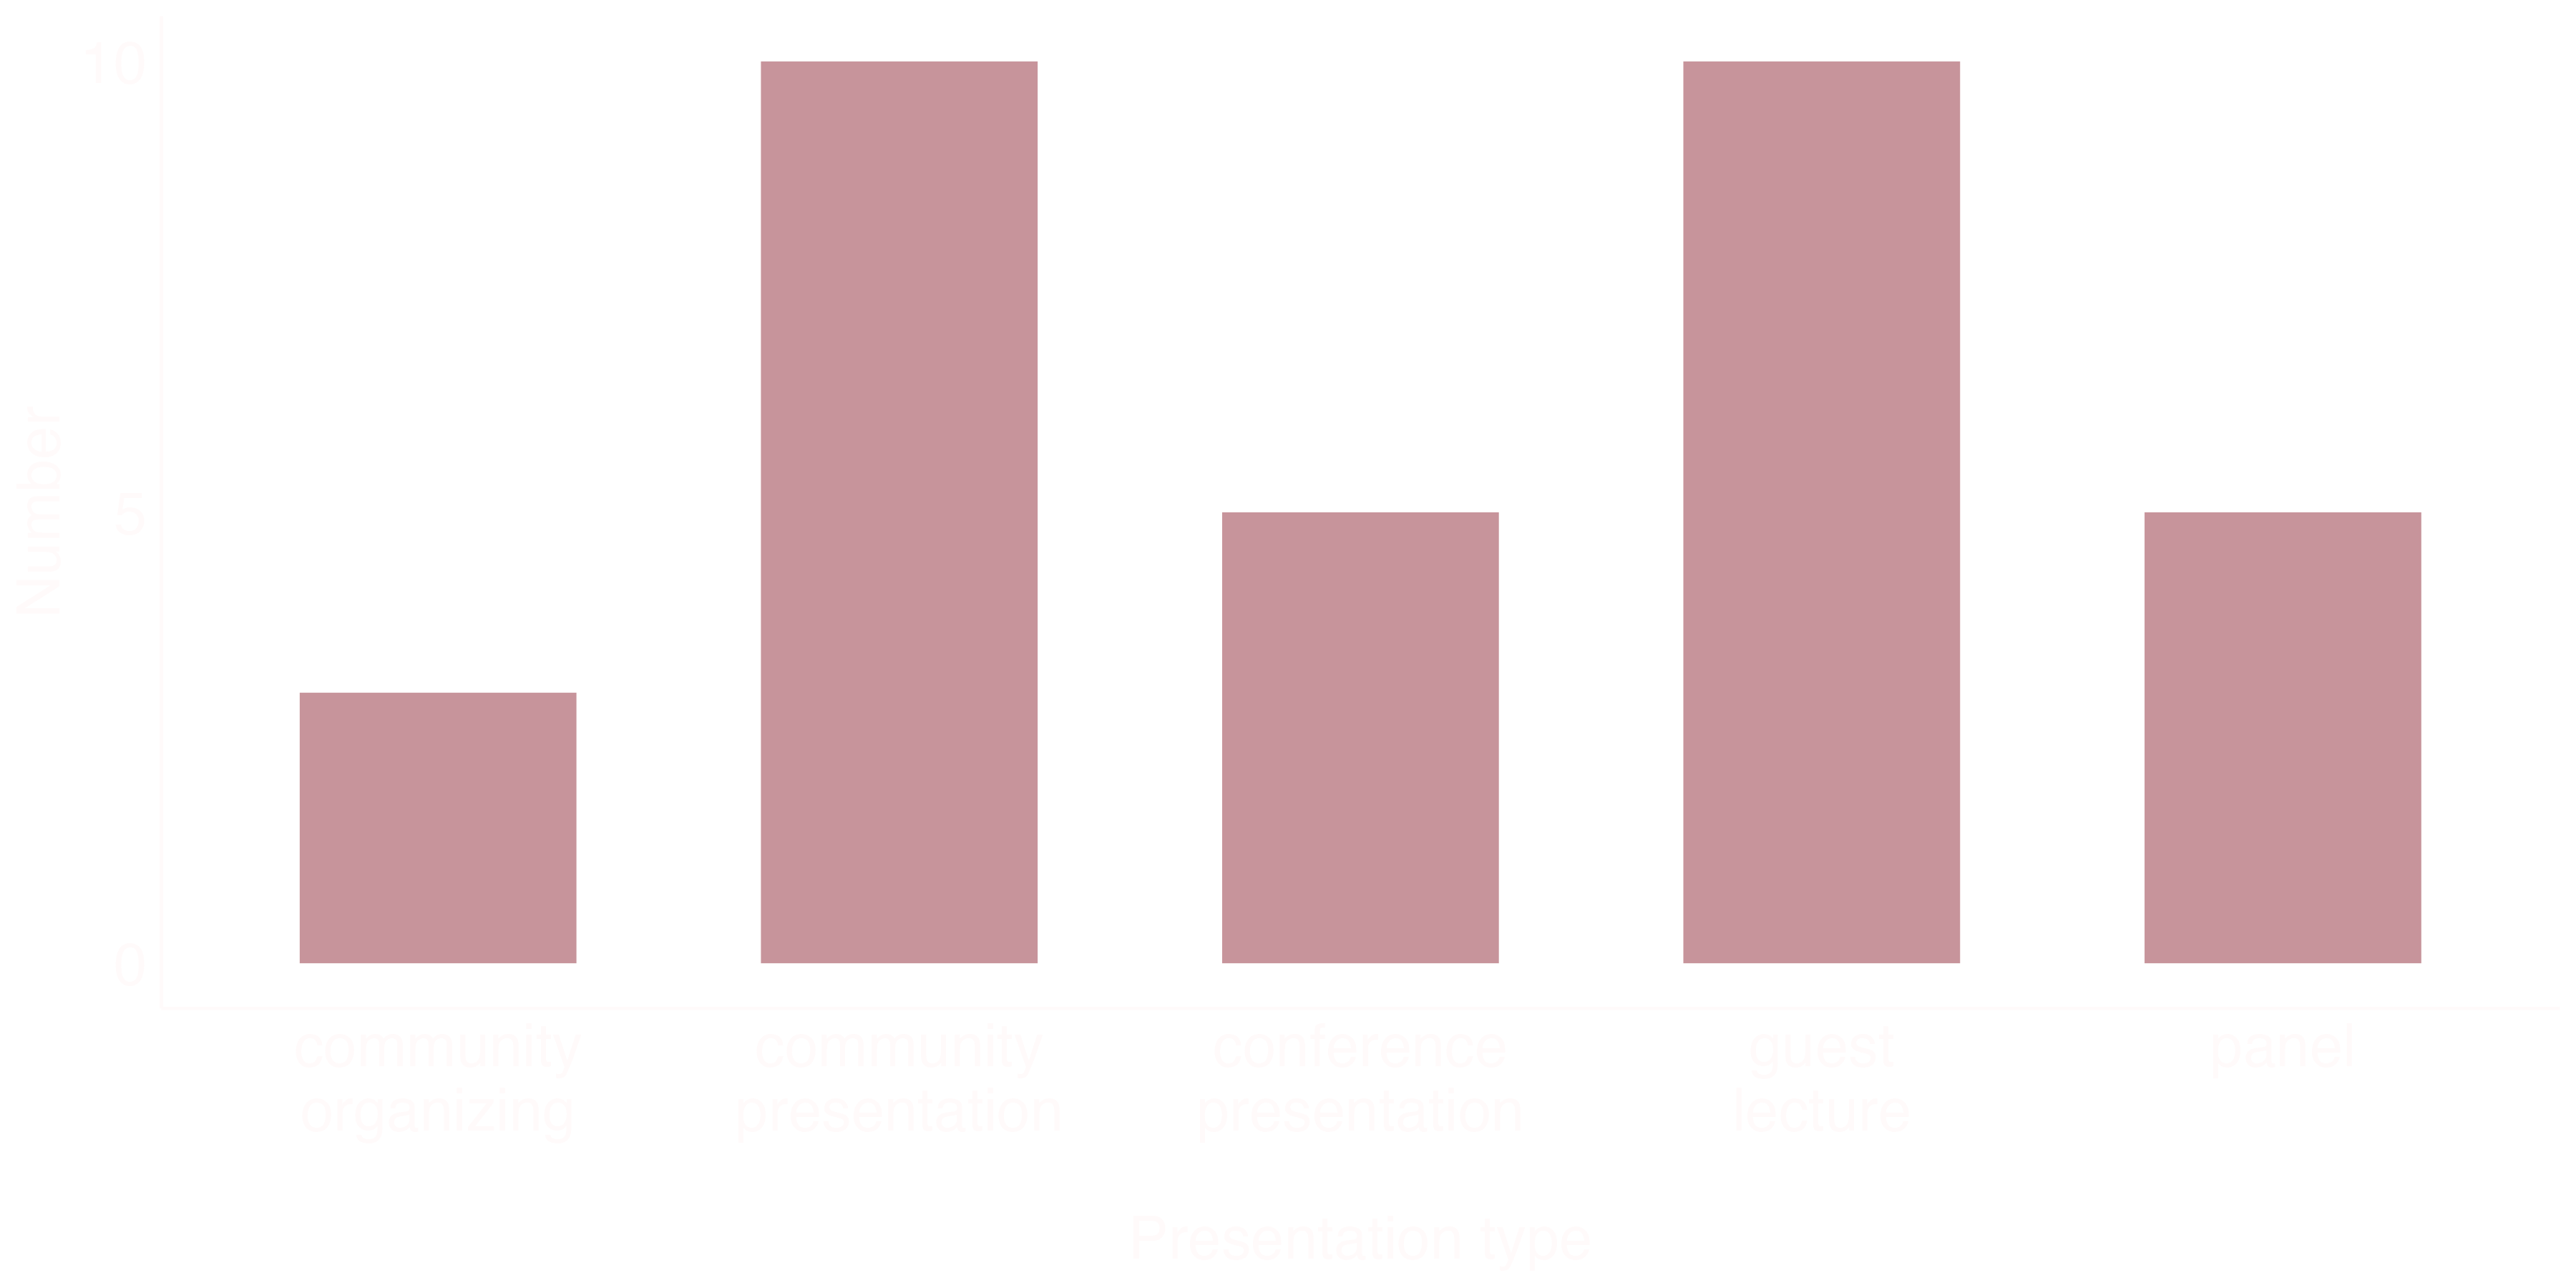 10
5
0
Number
community
organizing
community
presentation
conference
presentation
guest
lecture
panel
Presentation type